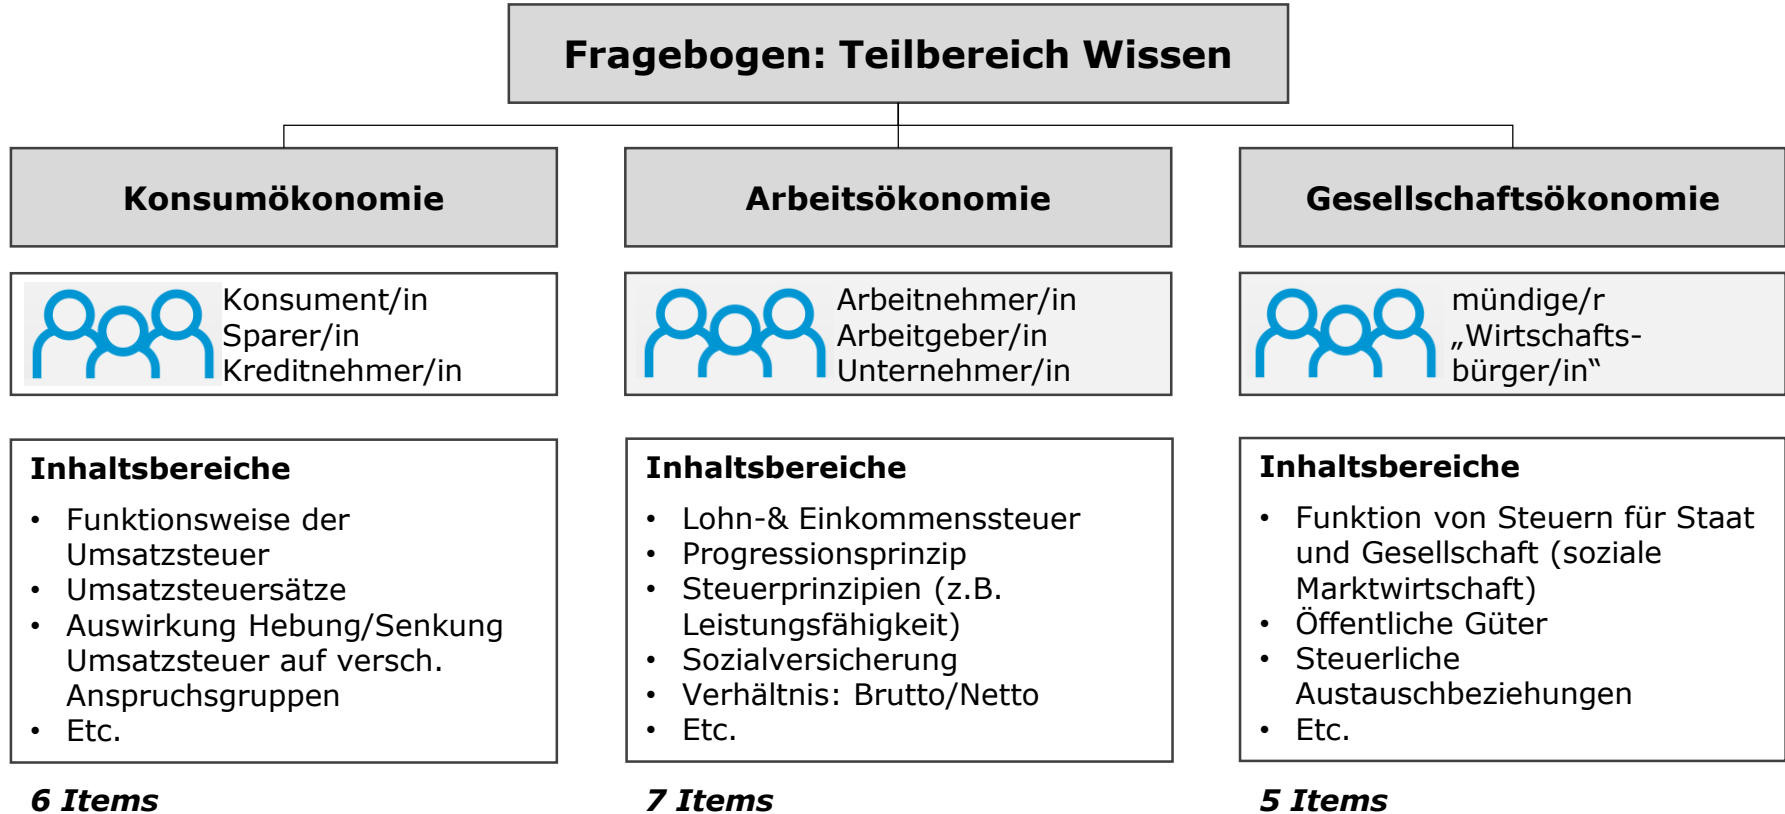 Fragebogen: Teilbereich Wissen
Konsumökonomie
Konsument/in
Sparer/in
Kreditnehmer/in
Inhaltsbereiche
• Funktionsweise der
Umsatzsteuer
• Umsatzsteuersätze
• Auswirkung Hebung/Senkung
Umsatzsteuer auf versch.
Anspruchsgruppen
• Etc.
6 Items
Arbeitsökonomie
Arbeitnehmer/in
Arbeitgeber/in
Unternehmer/in
Inhaltsbereiche
• Lohn-& Einkommenssteuer
• Progressionsprinzip
• Steuerprinzipien (z.B.
Leistungsfähigkeit)
• Sozialversicherung
• Verhältnis: Brutto/Netto
• Etc.
7 Items
Gesellschaftsökonomie
mündige/r
„Wirtschafts-
bürger/in“
Inhaltsbereiche
• Funktion von Steuern für Staat
und Gesellschaft (soziale
Marktwirtschaft)
• Öffentliche Güter
• Steuerliche
Austauschbeziehungen
• Etc.
5 Items